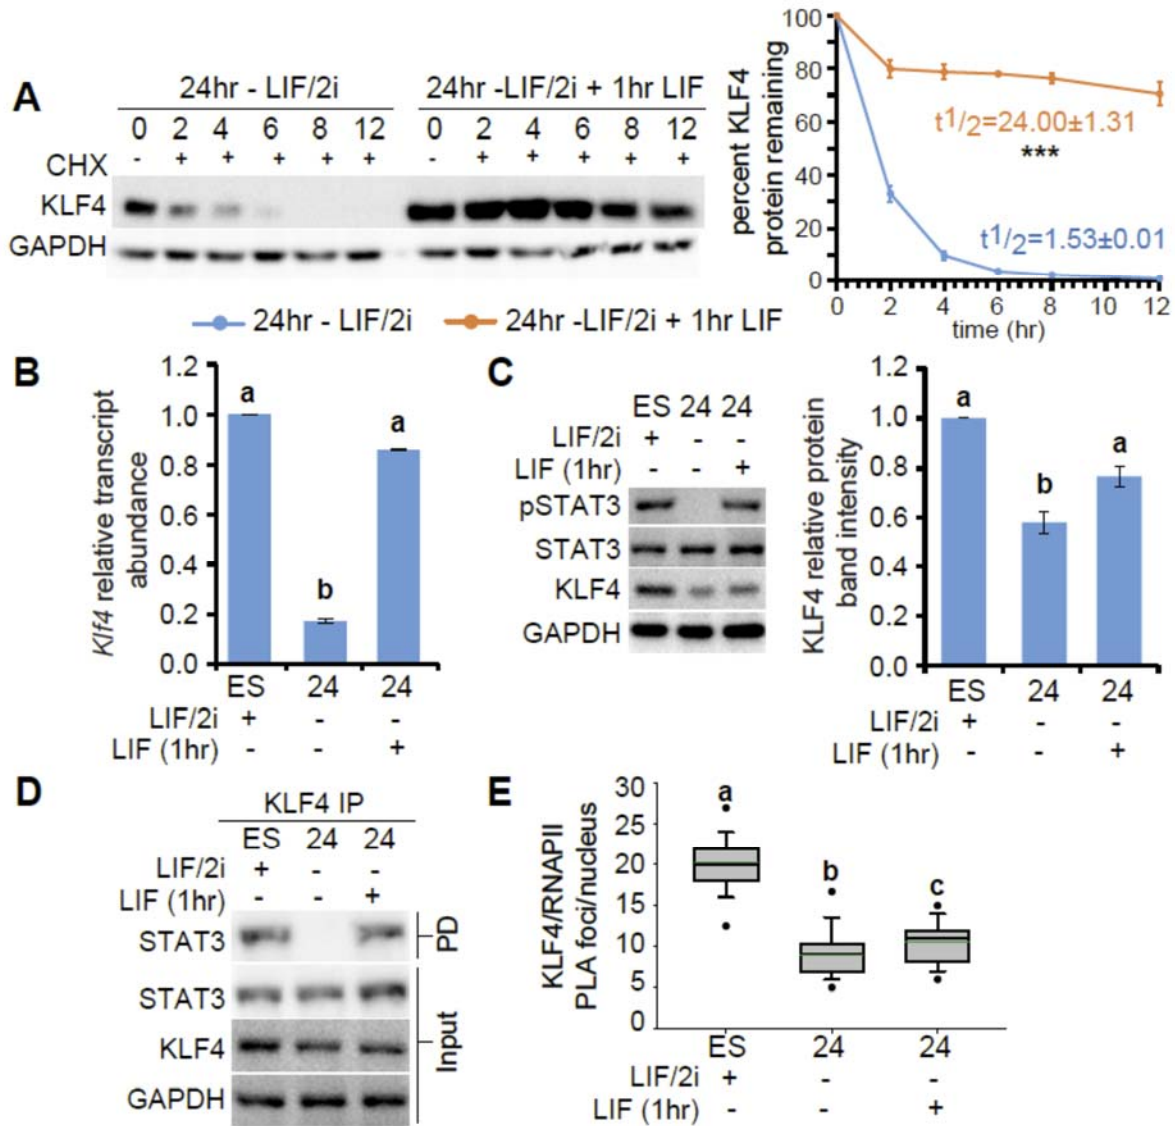 A
24hr - LIF/2i
24hr -LIF/2i + 1hr LIF
0 2 4 6 8 12 0 2 4 6 8 12
CHX - + + + + + - + + + + +
KLF4
GAPDH
percent KLF4
protein remaining
100
80
60
40
20
0
t1/2=24.00±1.31
***
t1/2=1.53±0.01
0 2 4 6 8 10 12
time (hr)
24hr - LIF/2i 24hr -LIF/2i + 1hr LIF
B
Klf4 relative transcript
abundance
1.2
1.0
0.8
0.6
0.4
0.2
0.0
a b a
ES 24 24
LIF/2i + - -
LIF (1hr) - - +
C
ES 24 24
LIF/2i + - -
LIF (1hr) - - +
pSTAT3
STAT3
KLF4
GAPDH
KLF4 relative protein
band intensity
1.2
1.0
0.8
0.6
0.4
0.2
0.0
a b a
ES 24 24
LIF/2i + - -
LIF (1hr) - - +
D
KLF4 IP
ES 24 24
LIF/2i + - -
LIF (1hr) - - +
STAT3
PD
STAT3
KLF4
GAPDH
Input
E
KLF4/RNAPII
PLA foci/nucleus
30
25
20
15
10
5
0
a b c
ES 24 24
LIF/2i + - -
LIF (1hr) - - +